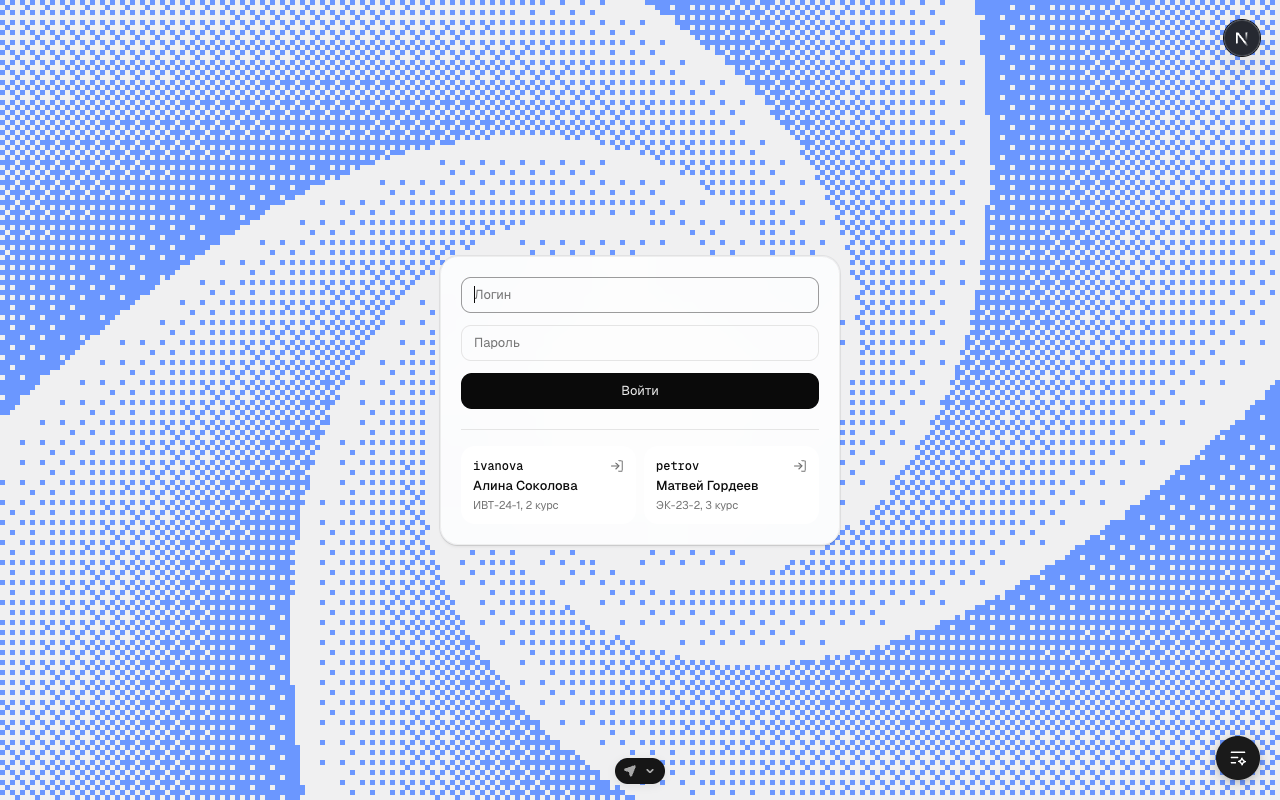 N
Логин
Пароль
Войти
ivanova
Алина Соколова
ИВТ-24-1, 2 курс
petrov
Матвей Гордеев
ЭК-23-2, 3 курс